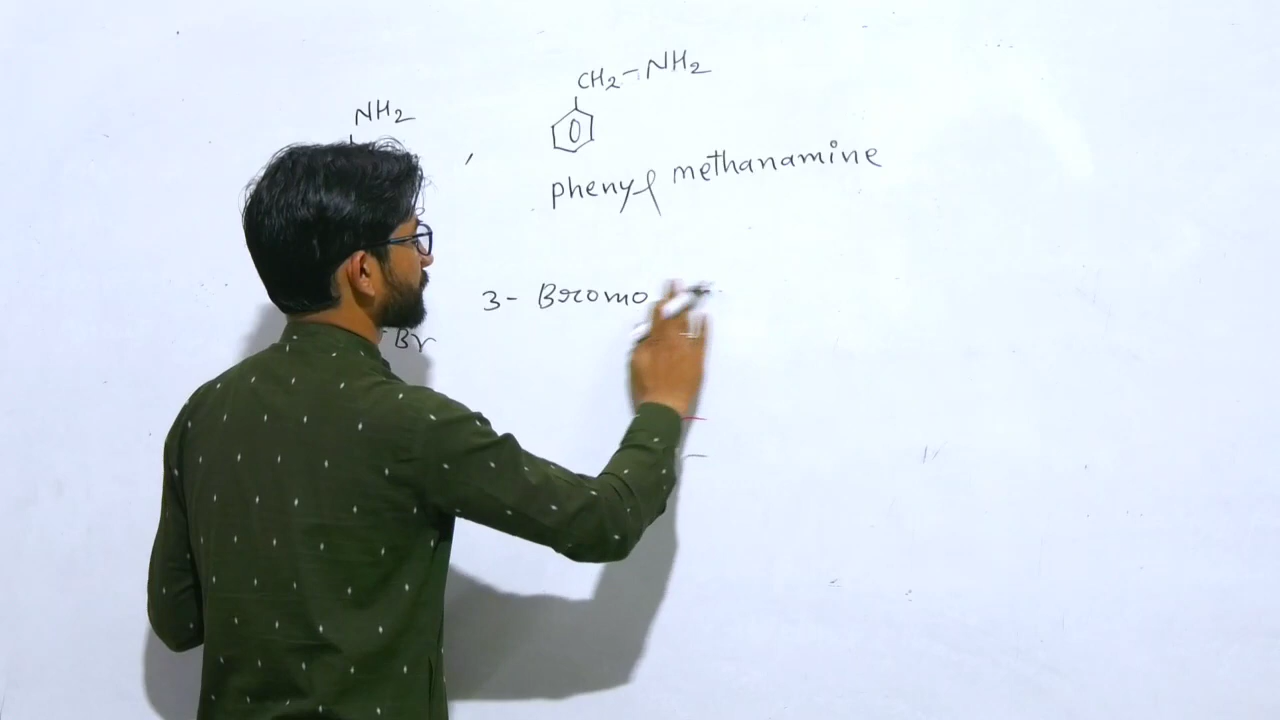 CH2-NH2
NH2
,
phenyl methanamine
3- Bromo
Br